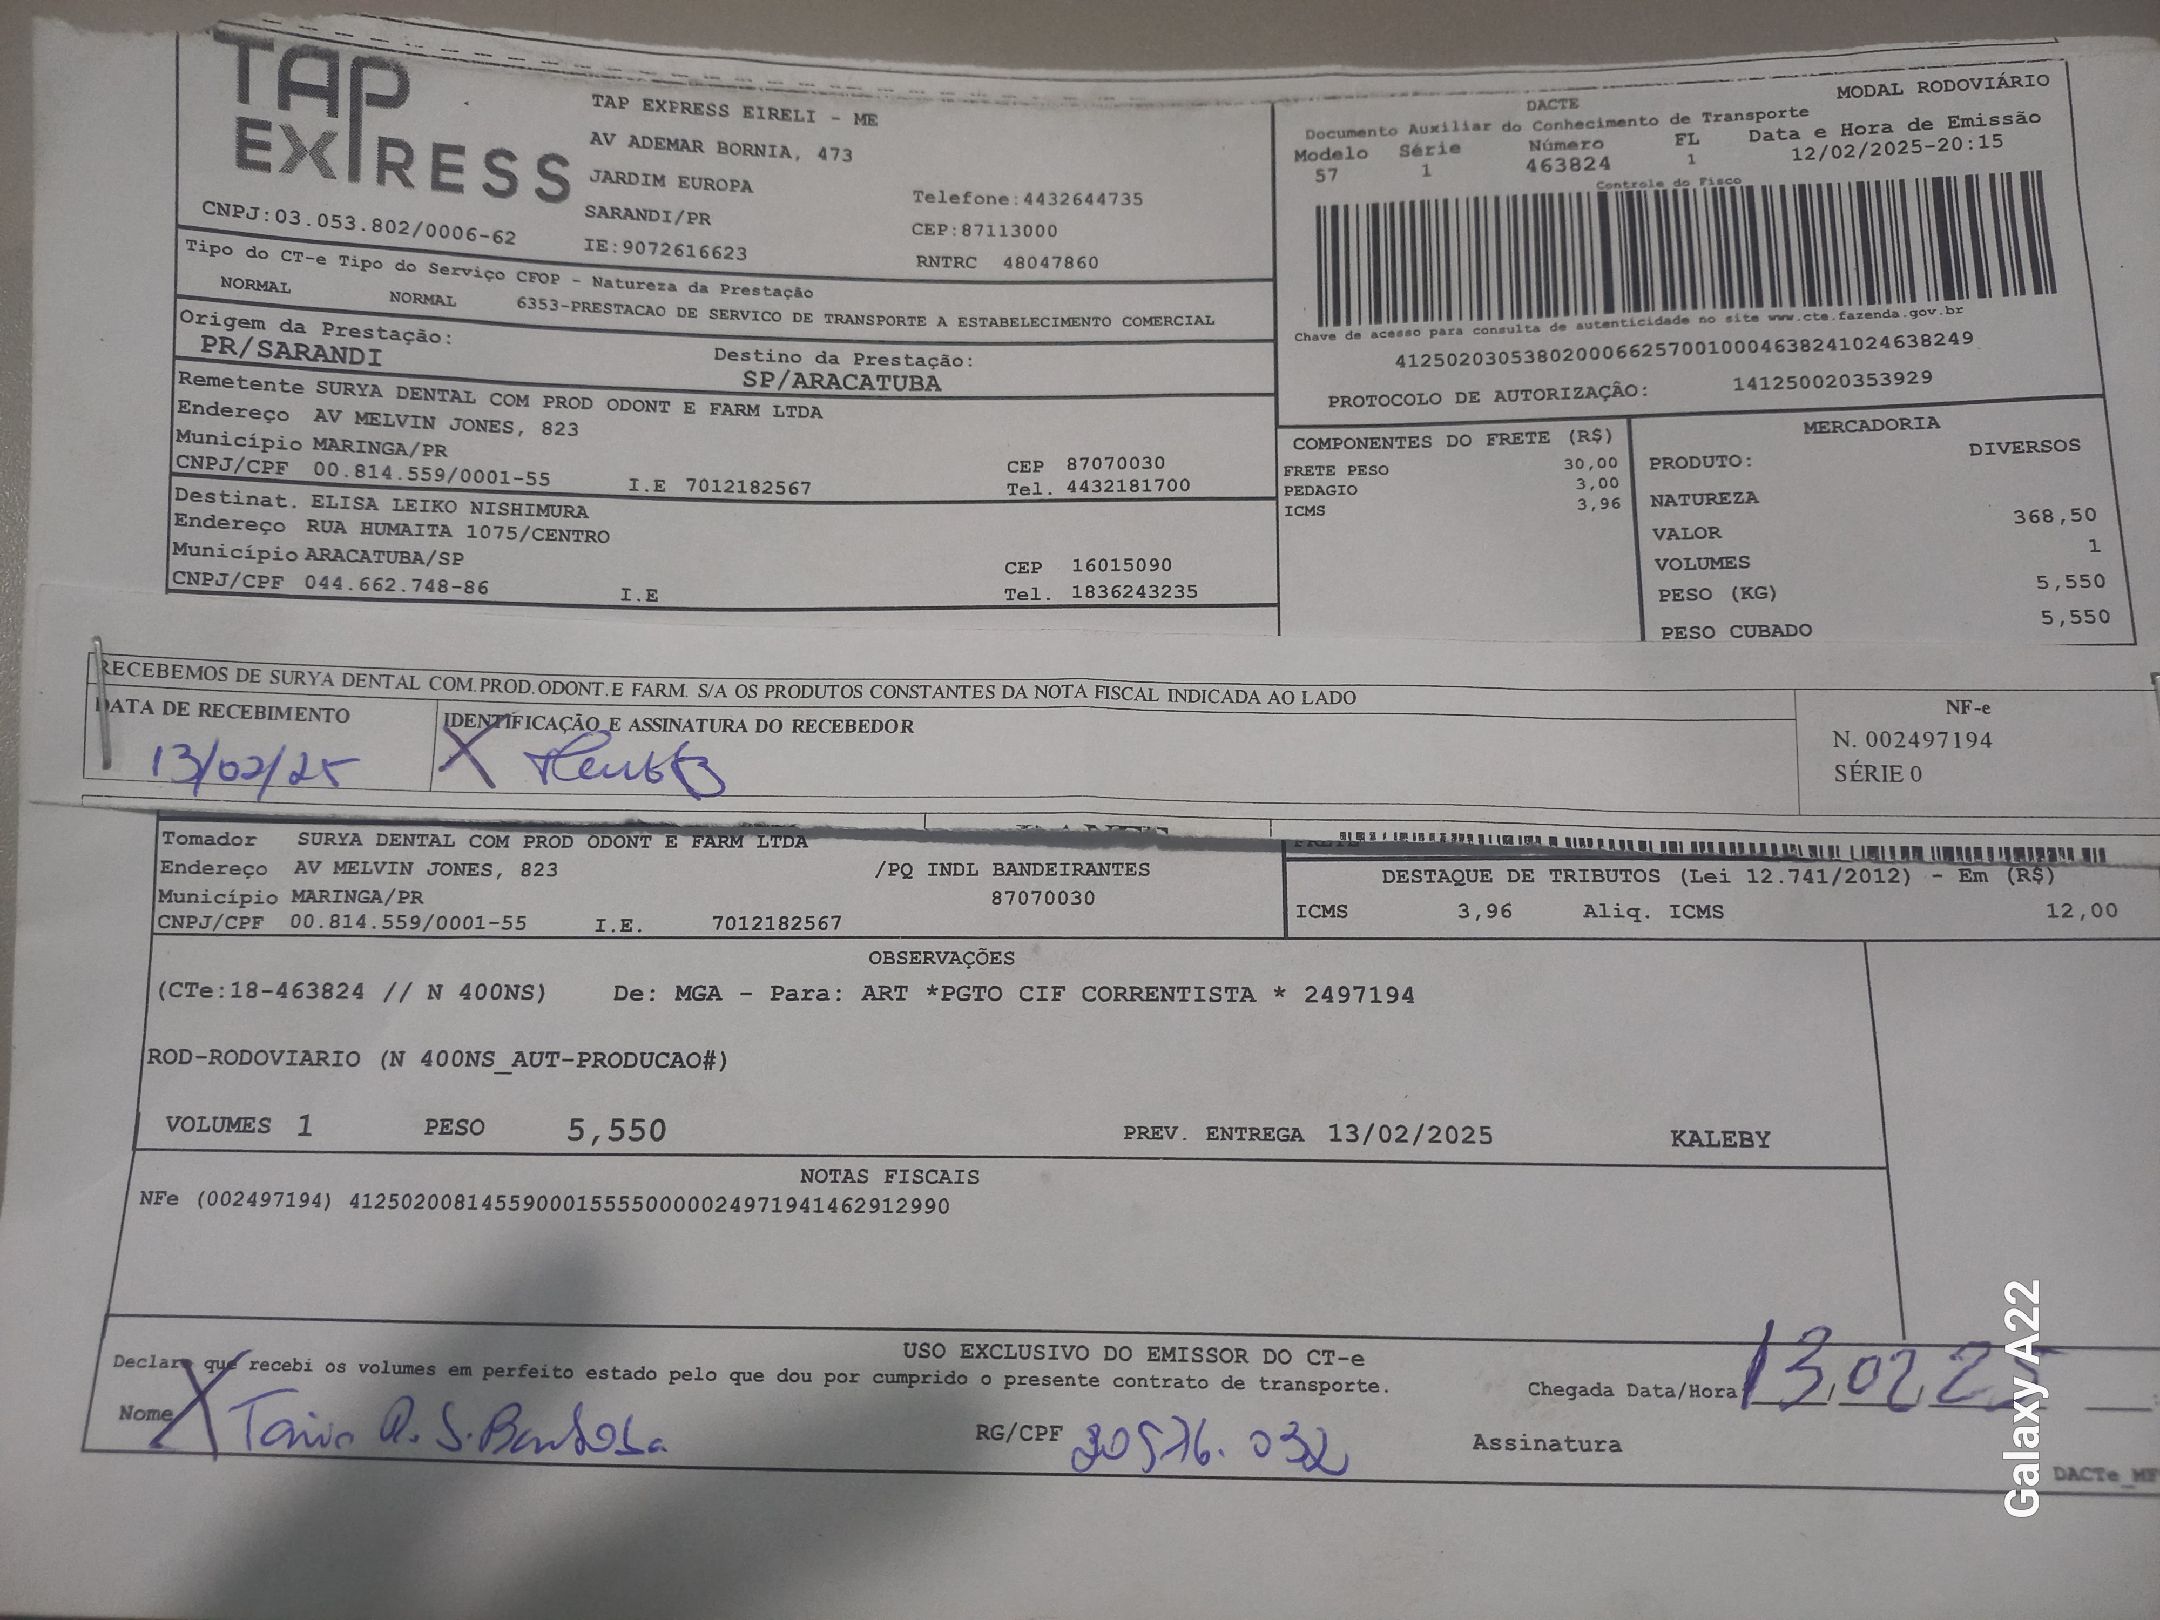 TAP
EXPRESS
CNPJ:03.053.802/0006-62
TAP EXPRESS EIRELI - ME
AV ADEMAR BORNIA, 473
JARDIM EUROPA
SARANDI/PR
IE:9072616623
Telefone:4432644735
CEP:87113000
RNTRC 48047860
MODAL RODOVIÁRIO
DACTE
Documento Auxiliar do Conhecimento de Transporte
Modelo Série Número FL Data e Hora de Emissão
57 1 463824 1 12/02/2025-20:15
Controle do Fisco
Chave de acesso para consulta de autenticidade no site www.cte.fazenda.gov.br
41250203053802000662570010004638241024638249
PROTOCOLO DE AUTORIZAÇÃO: 141250020353929
Tipo do CT-e Tipo do Serviço CFOP - Natureza da Prestação
NORMAL NORMAL 6353-PRESTACAO DE SERVICO DE TRANSPORTE A ESTABELECIMENTO COMERCIAL
Origem da Prestação: Destino da Prestação:
PR/SARANDI SP/ARACATUBA
Remetente SURYA DENTAL COM PROD ODONT E FARM LTDA
Endereço AV MELVIN JONES, 823
Município MARINGA/PR CEP 87070030
CNPJ/CPF 00.814.559/0001-55 I.E 7012182567 Tel. 4432181700
Destinat. ELISA LEIKO NISHIMURA
Endereço RUA HUMAITA 1075/CENTRO
Município ARACATUBA/SP CEP 16015090
CNPJ/CPF 044.662.748-86 I.E Tel. 1836243235
COMPONENTES DO FRETE (R$)
FRETE PESO 30,00
PEDAGIO 3,00
ICMS 3,96
MERCADORIA
PRODUTO: DIVERSOS
NATUREZA
VALOR 368,50
VOLUMES 1
PESO (KG) 5,550
PESO CUBADO 5,550
RECEBEMOS DE SURYA DENTAL COM.PROD.ODONT.E FARM. S/A OS PRODUTOS CONSTANTES DA NOTA FISCAL INDICADA AO LADO
DATA DE RECEBIMENTO IDENTIFICAÇÃO E ASSINATURA DO RECEBEDOR
13/02/25 X
NF-e
N. 002497194
SÉRIE 0
Tomador SURYA DENTAL COM PROD ODONT E FARM LTDA
Endereço AV MELVIN JONES, 823 /PQ INDL BANDEIRANTES
Município MARINGA/PR 87070030
CNPJ/CPF 00.814.559/0001-55 I.E. 7012182567
DESTAQUE DE TRIBUTOS (Lei 12.741/2012) - Em (R$)
ICMS 3,96 Aliq. ICMS 12,00
OBSERVAÇÕES
(CTe:18-463824 // N 400NS) De: MGA - Para: ART *PGTO CIF CORRENTISTA * 2497194
ROD-RODOVIARIO (N 400NS_AUT-PRODUCAO#)
VOLUMES 1 PESO 5,550 PREV. ENTREGA 13/02/2025 KALEBY
NOTAS FISCAIS
NFe (002497194) 41250200814559000155550000024971941462912990
USO EXCLUSIVO DO EMISSOR DO CT-e
Declaro que recebi os volumes em perfeito estado pelo que dou por cumprido o presente contrato de transporte.
Chegada Data/Hora 13,02,25
Nome X R. S. RG/CPF Assinatura
Galaxy A22